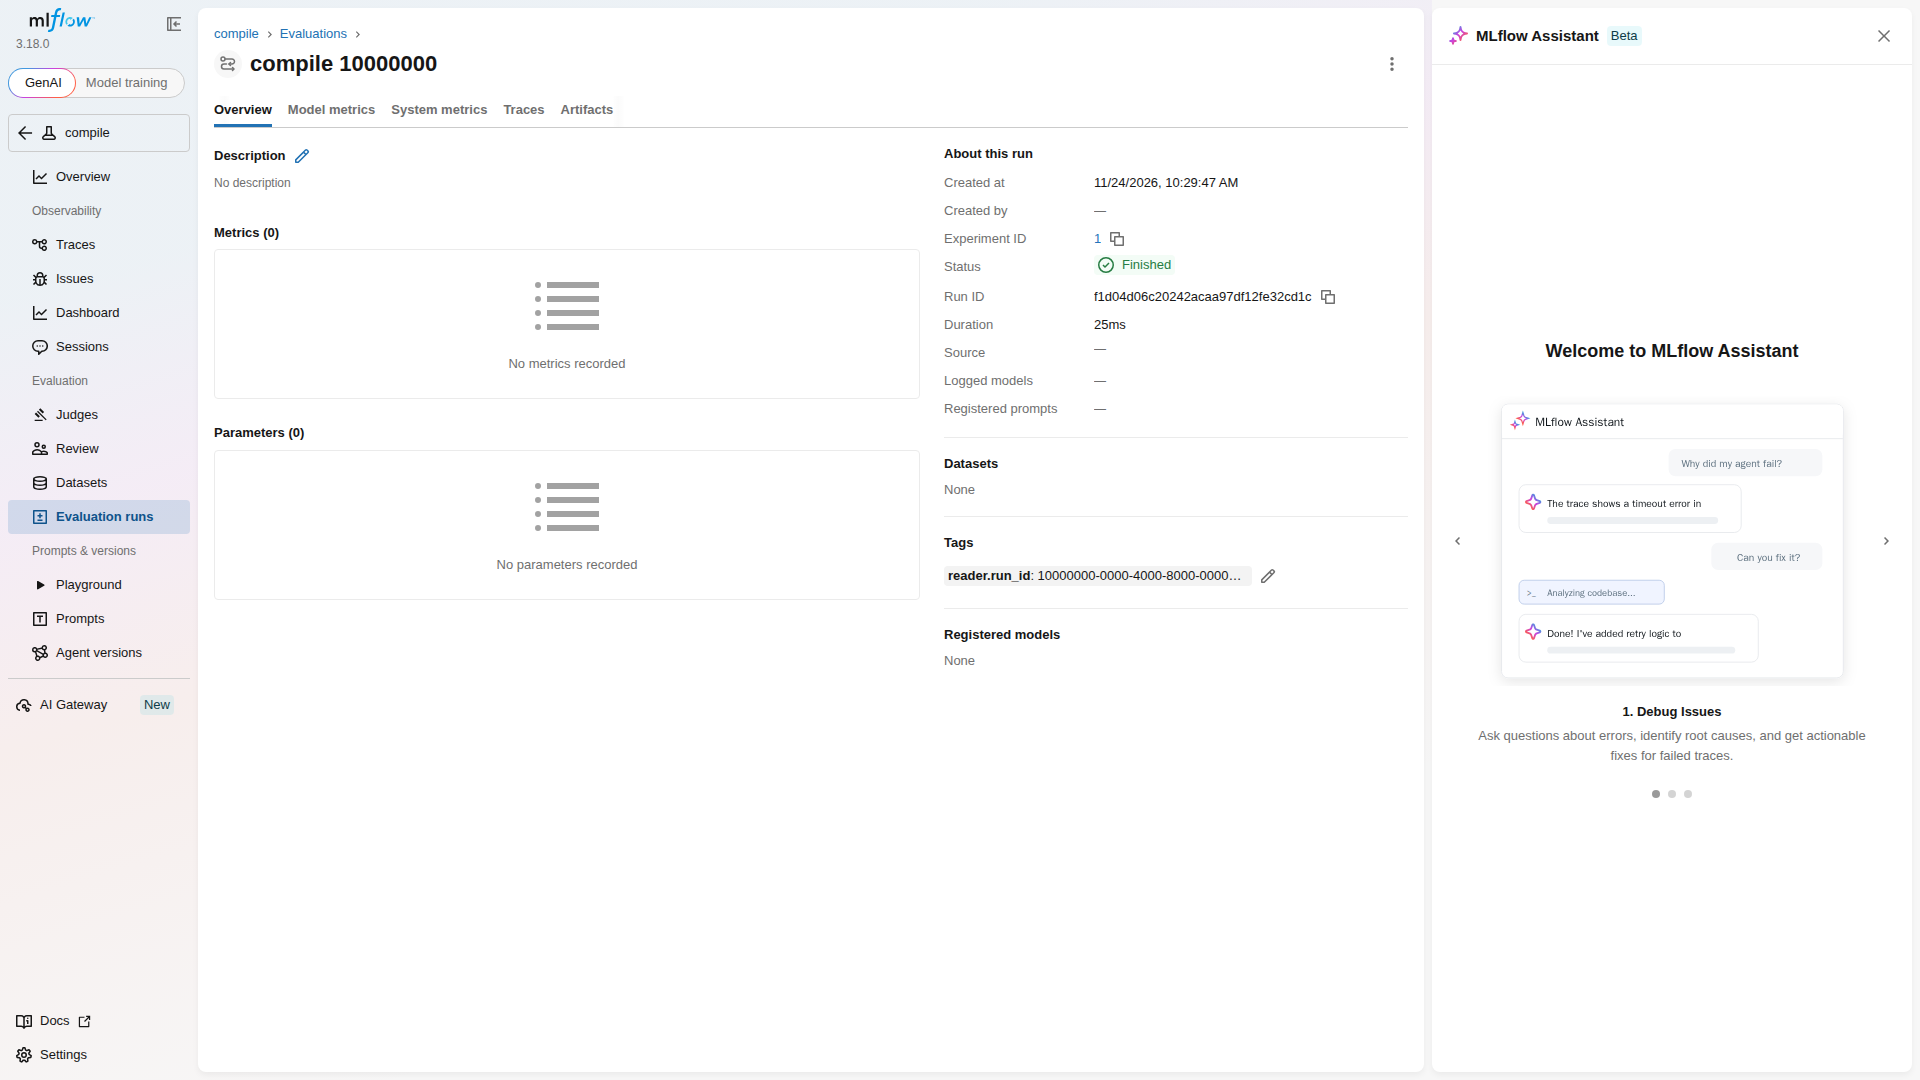 mlflow
3.18.0
GenAI
Model training
compile
Overview
Observability
Traces
Issues
Dashboard
Sessions
Evaluation
Judges
Review
Datasets
Evaluation runs
Prompts & versions
Playground
Prompts
Agent versions
AI Gateway New
Docs
Settings
compile > Evaluations >
compile 10000000
Overview Model metrics System metrics Traces Artifacts
Description
No description
Metrics (0)
No metrics recorded
Parameters (0)
No parameters recorded
About this run
Created at 11/24/2026, 10:29:47 AM
Created by —
Experiment ID 1
Status Finished
Run ID f1d04d06c20242acaa97df12fe32cd1c
Duration 25ms
Source —
Logged models —
Registered prompts —
Datasets
None
Tags
reader.run_id: 10000000-0000-4000-8000-0000...
Registered models
None
MLflow Assistant Beta
Welcome to MLflow Assistant
MLflow Assistant
Why did my agent fail?
The trace shows a timeout error in
Can you fix it?
>_ Analyzing codebase...
Done! I've added retry logic to
1. Debug Issues
Ask questions about errors, identify root causes, and get actionable
fixes for failed traces.